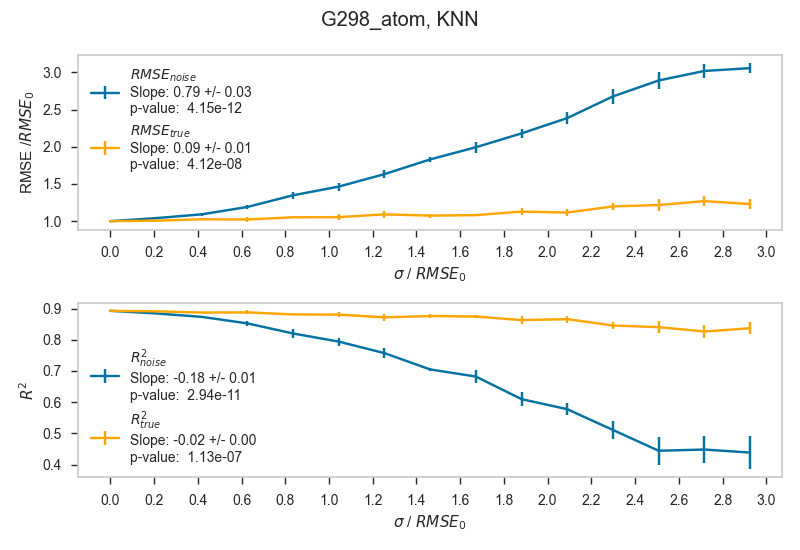 G298_atom, KNN
RMSE /RMSE₀
3.0
2.5
2.0
1.5
1.0
RMSE_noise
Slope: 0.79 +/- 0.03
p-value:  4.15e-12
RMSE_true
Slope: 0.09 +/- 0.01
p-value:  4.12e-08
0.0 0.2 0.4 0.6 0.8 1.0 1.2 1.4 1.6 1.8 2.0 2.2 2.4 2.6 2.8 3.0
σ / RMSE₀
R²
0.9
0.8
0.7
0.6
0.5
0.4
R²_noise
Slope: -0.18 +/- 0.01
p-value:  2.94e-11
R²_true
Slope: -0.02 +/- 0.00
p-value:  1.13e-07
0.0 0.2 0.4 0.6 0.8 1.0 1.2 1.4 1.6 1.8 2.0 2.2 2.4 2.6 2.8 3.0
σ / RMSE₀